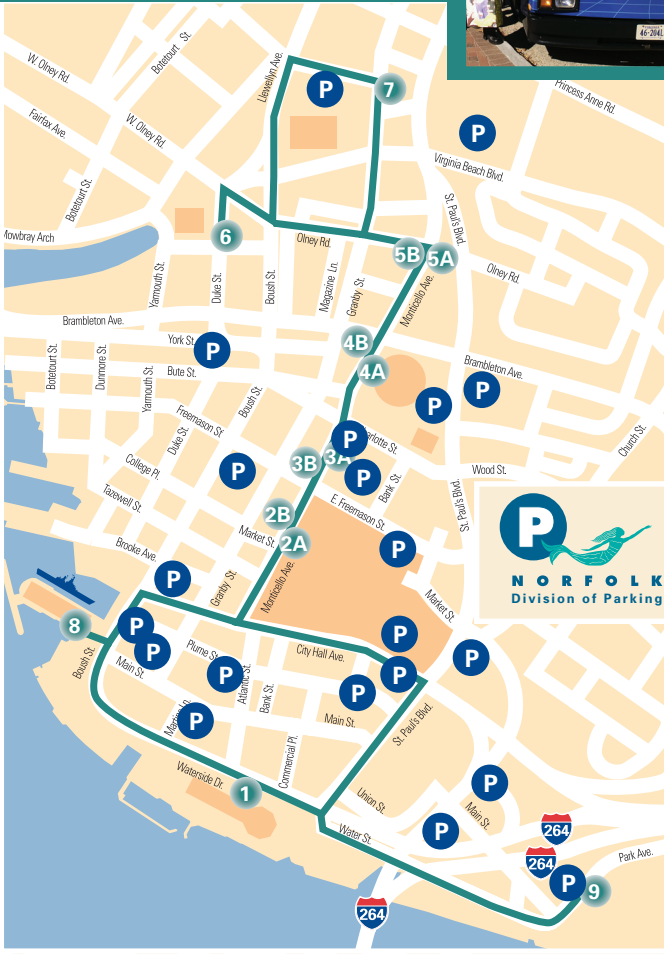 46-204L
W. Olney Rd.
Botetourt St.
Llewellyn Ave.
P
7
Princess Anne Rd.
Fairfax Ave.
W. Olney Rd.
P
Virginia Beach Blvd.
Botetourt St.
St. Paul's Blvd.
Mowbray Arch
6
Olney Rd.
5B
5A
Olney Rd.
Yarmouth St.
Duke St.
Boush St.
Magazine Ln.
Granby St.
Monticello Ave.
Brambleton Ave.
York St.
P
4B
4A
Brambleton Ave.
Bute St.
Botetourt St.
Dunmore St.
Yarmouth St.
Boush St.
P
P
Freemason St.
Duke St.
P
Church St.
3B
3A
P
P
Bank St.
Wood St.
College Pl.
Tazewell St.
E. Freemason St.
St. Paul's Blvd.
2B
Market St.
2A
P
P
NORFOLK
Division of Parking
Brooke Ave.
P
Granby St.
Monticello Ave.
Market St.
8
P
P
P
P
City Hall Ave.
Plume St.
Boush St.
Main St.
P
Atlantic St.
Bank St.
P
P
Main St.
St. Paul's Blvd.
P
Commercial Pl.
Waterside Dr.
1
P
Union St.
Main St.
Water St.
P
264
264
Park Ave.
P
9
264